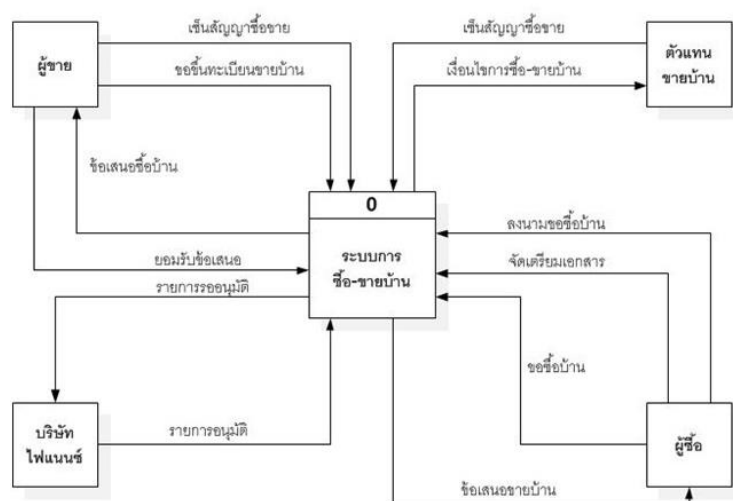 เซ็นสัญญาซื้อขาย
เซ็นสัญญาซื้อขาย
ผู้ขาย
ตัวแทน
ขายบ้าน
ขอขึ้นทะเบียนขายบ้าน
เงื่อนไขการซื้อ-ขายบ้าน
ข้อเสนอซื้อบ้าน
0
ระบบการ
ซื้อ-ขายบ้าน
ลงนามขอซื้อบ้าน
ยอมรับข้อเสนอ
จัดเตรียมเอกสาร
รายการรออนุมัติ
ขอซื้อบ้าน
บริษัท
ไฟแนนซ์
รายการอนุมัติ
ผู้ซื้อ
ข้อเสนอขายบ้าน